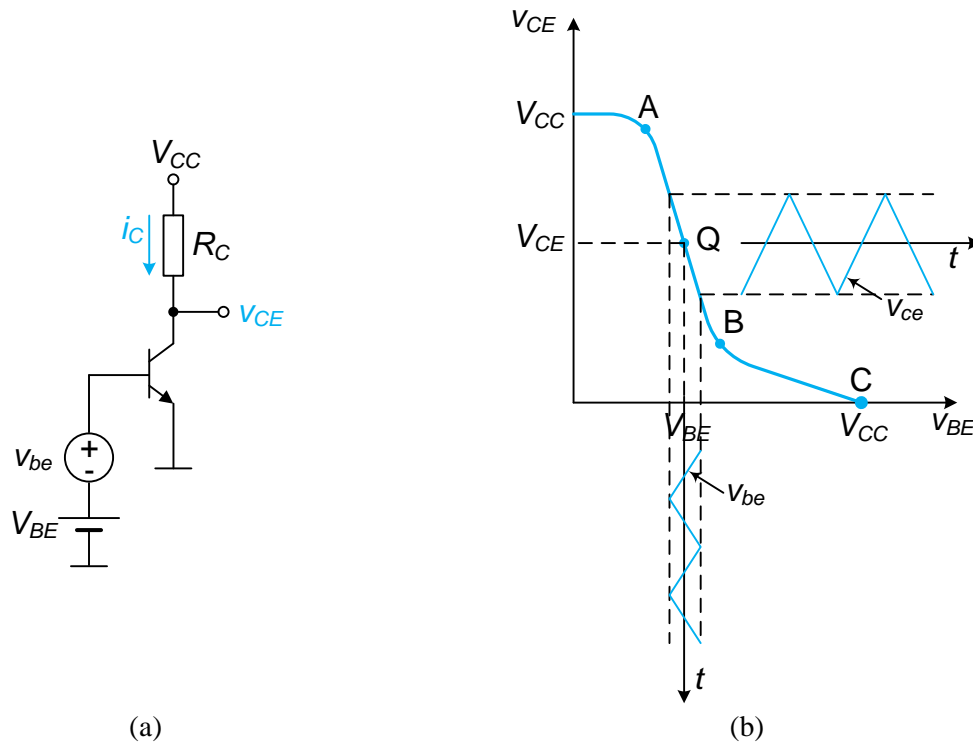 V_CC
i_C
R_C
v_CE
v_be
+
-
V_BE
(a)
v_CE
V_CC
A
V_CE
Q
t
v_ce
B
C
V_BE
V_CC
v_BE
v_be
t
(b)